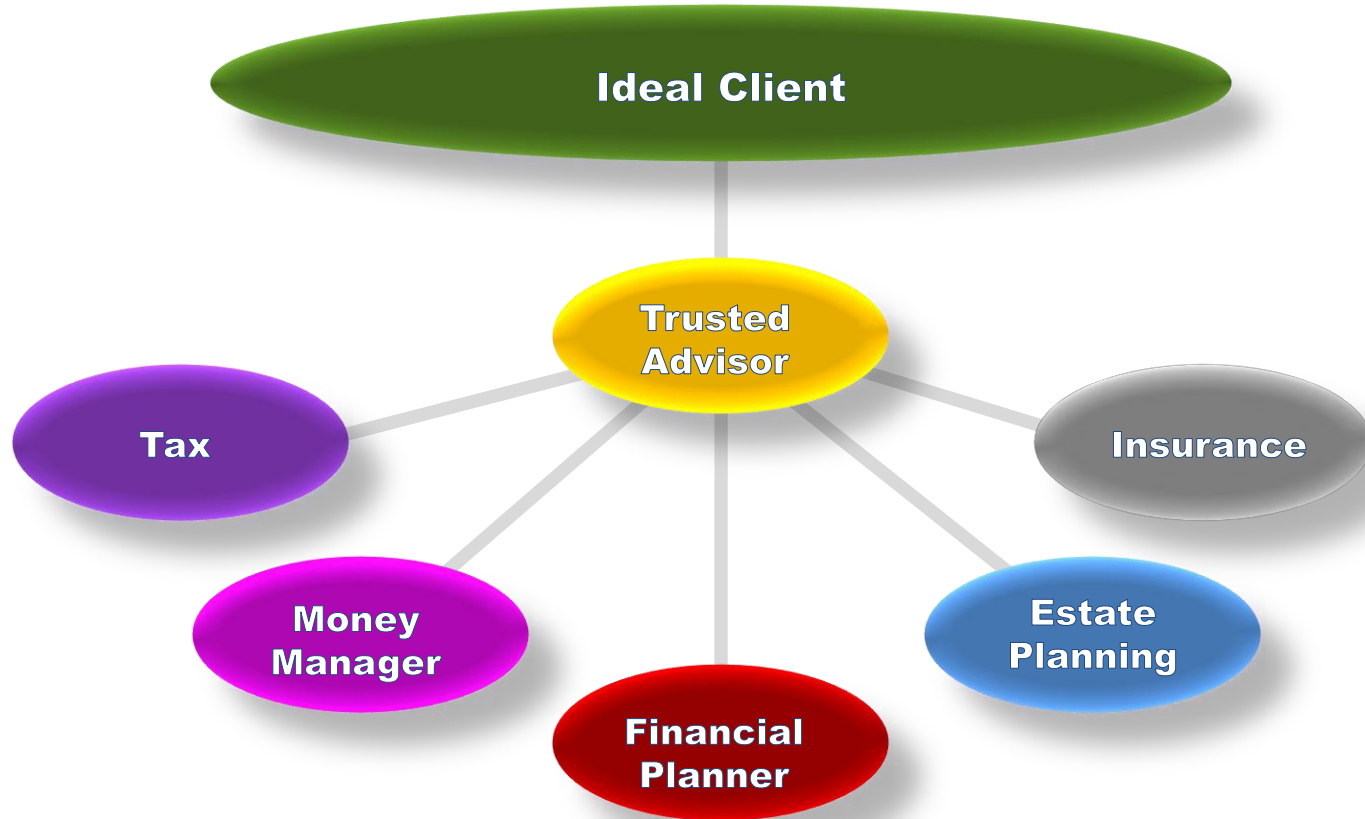 Ideal Client
Trusted
Advisor
Tax
Insurance
Money
Manager
Estate
Planning
Financial
Planner